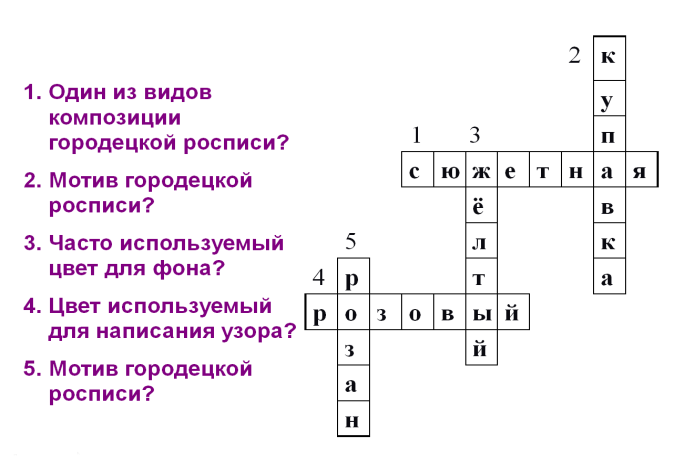 1. Один из видов
композиции
городецкой росписи?
2. Мотив городецкой
росписи?
3. Часто используемый
цвет для фона?
4. Цвет используемый
для написания узора?
5. Мотив городецкой
росписи?
2 к
у
1 3 п
с ю ж е т н а я
ё в
5 л к
4 р т а
р о з о в ы й
з й
а
н